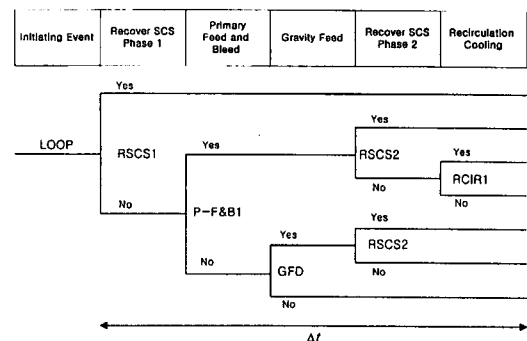 Initiating Event
Recover SCS
Phase 1
Primary
Feed and
Bleed
Gravity Feed
Recover SCS
Phase 2
Recirculation
Cooling
Yes
LOOP
RSCS1
No
Yes
P-F&B1
No
Yes
GFD
No
Yes
RSCS2
No
Yes
RCIR1
No
Yes
RSCS2
No
Δt